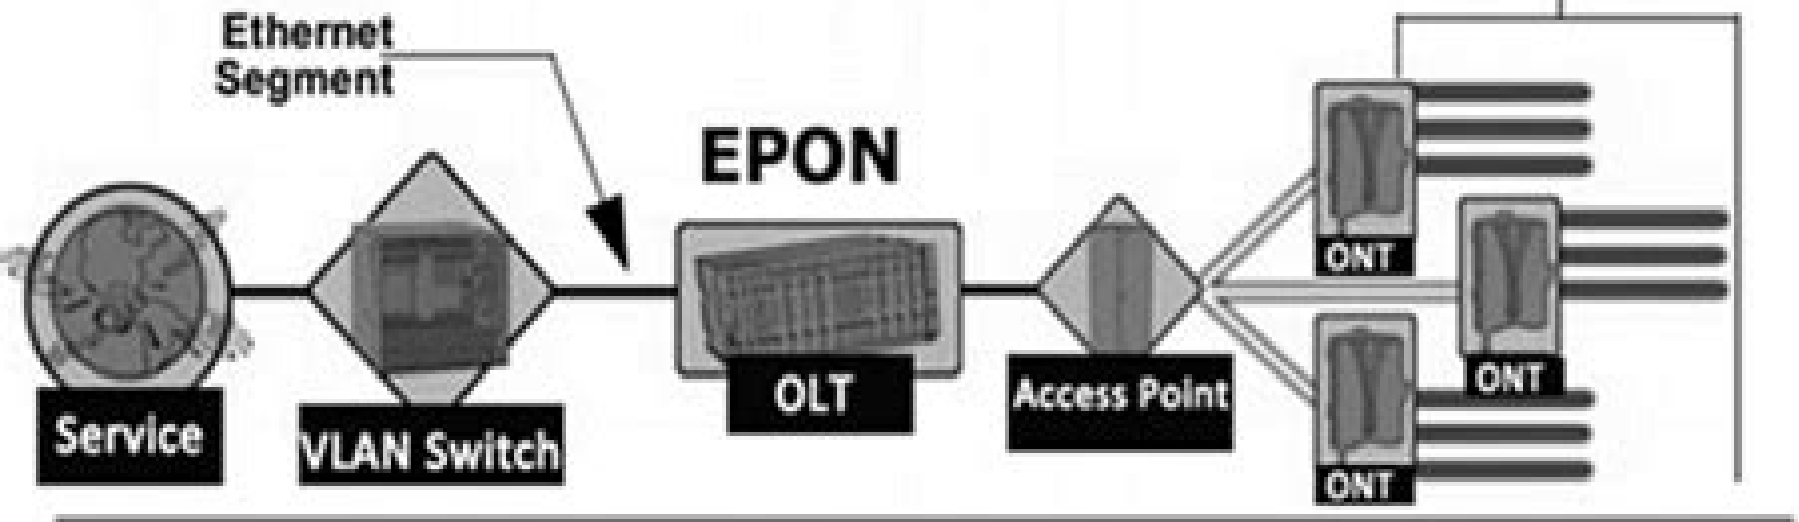 Ethernet
Segment
EPON
Service
VLAN Switch
OLT
Access Point
ONT
ONT
ONT